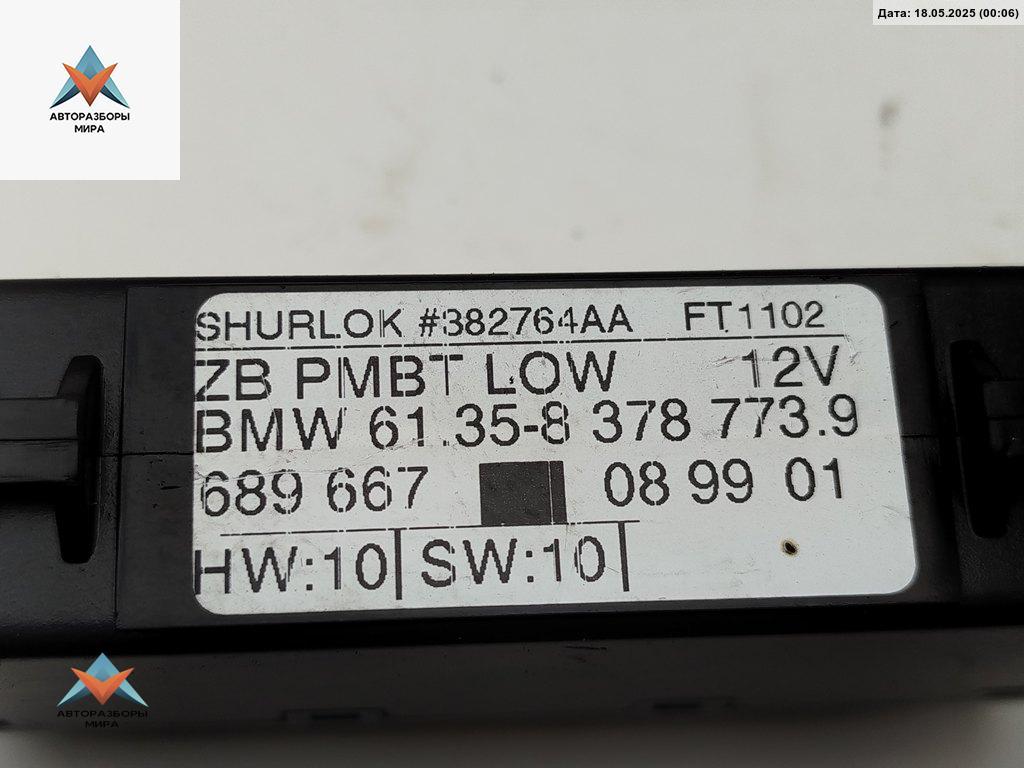 Дата: 18.05.2025 (00:06)
АВТОРАЗБОРЫ
МИРА
SHURLOK #382764AA FT1102
ZB PMBT LOW 12V
BMW 61.35-8 378 773.9
689 667 08 99 01
HW:10 SW:10
АВТОРАЗБОРЫ
МИРА